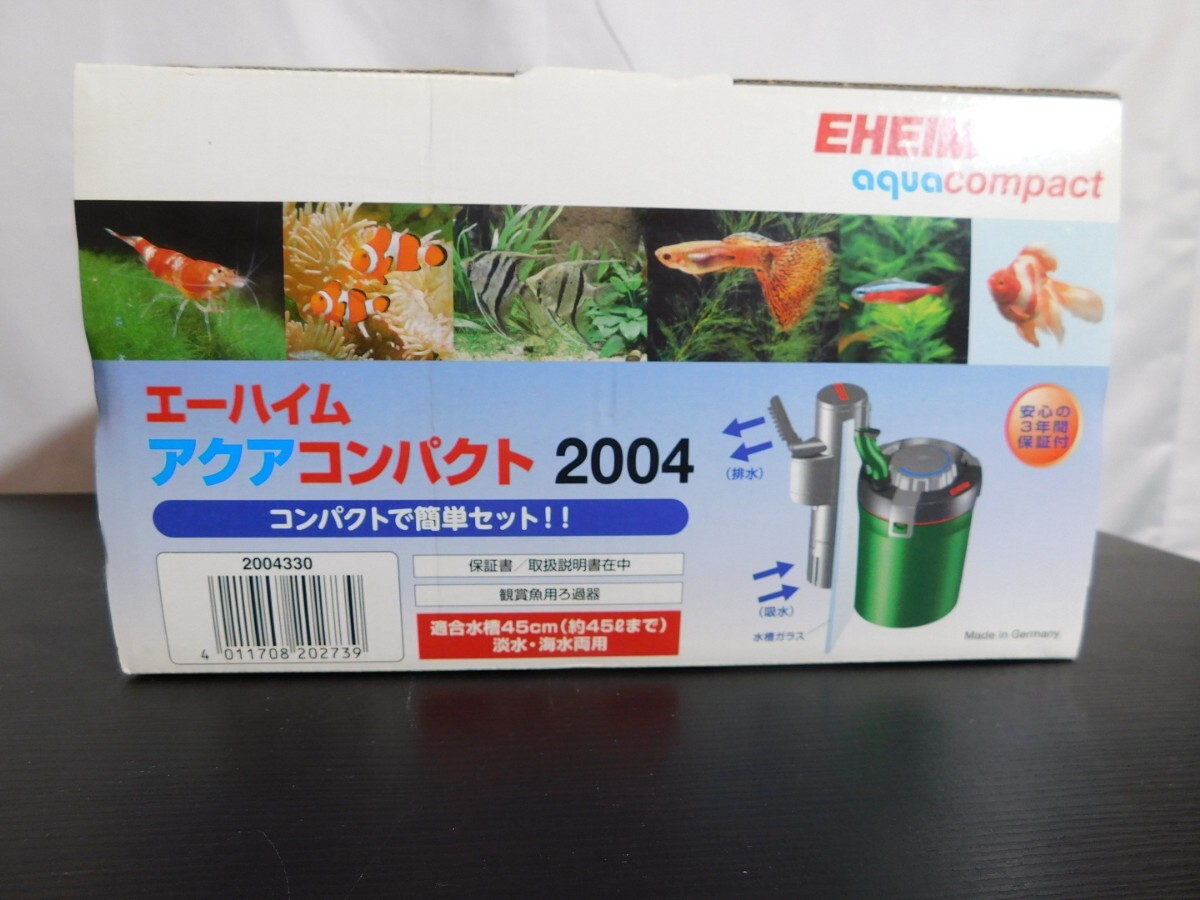 EHEIM
aquacompact
エーハイム
アクアコンパクト 2004
コンパクトで簡単セット!!
2004330
4 011708 202739
保証書/取扱説明書在中
観賞魚用ろ過器
適合水槽45cm(約45ℓまで)
淡水・海水両用
(排水)
(吸水)
水槽ガラス
安心の
3年間
保証付
Made in Germany